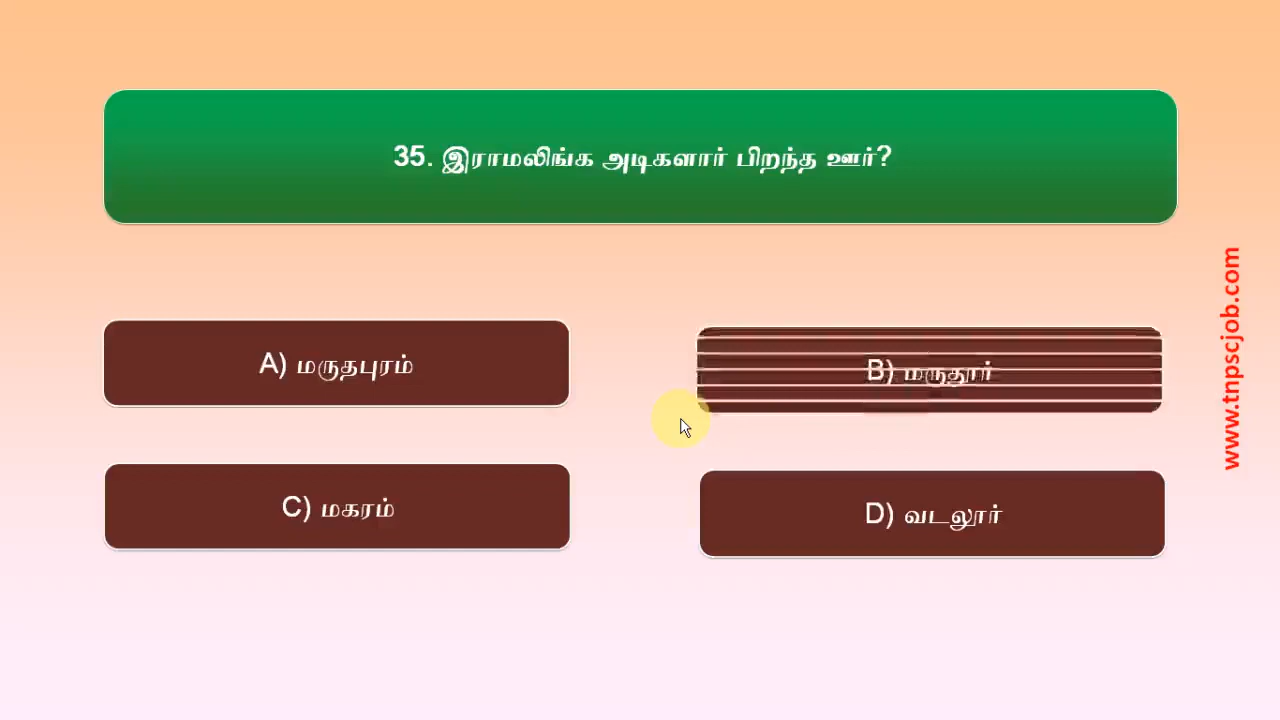 35. இராமலிங்க அடிகளார் பிறந்த ஊர்?
A) மருதபுரம்
B) மருதூர்
C) மகரம்
D) வடலூர்
www.tnpscjob.com